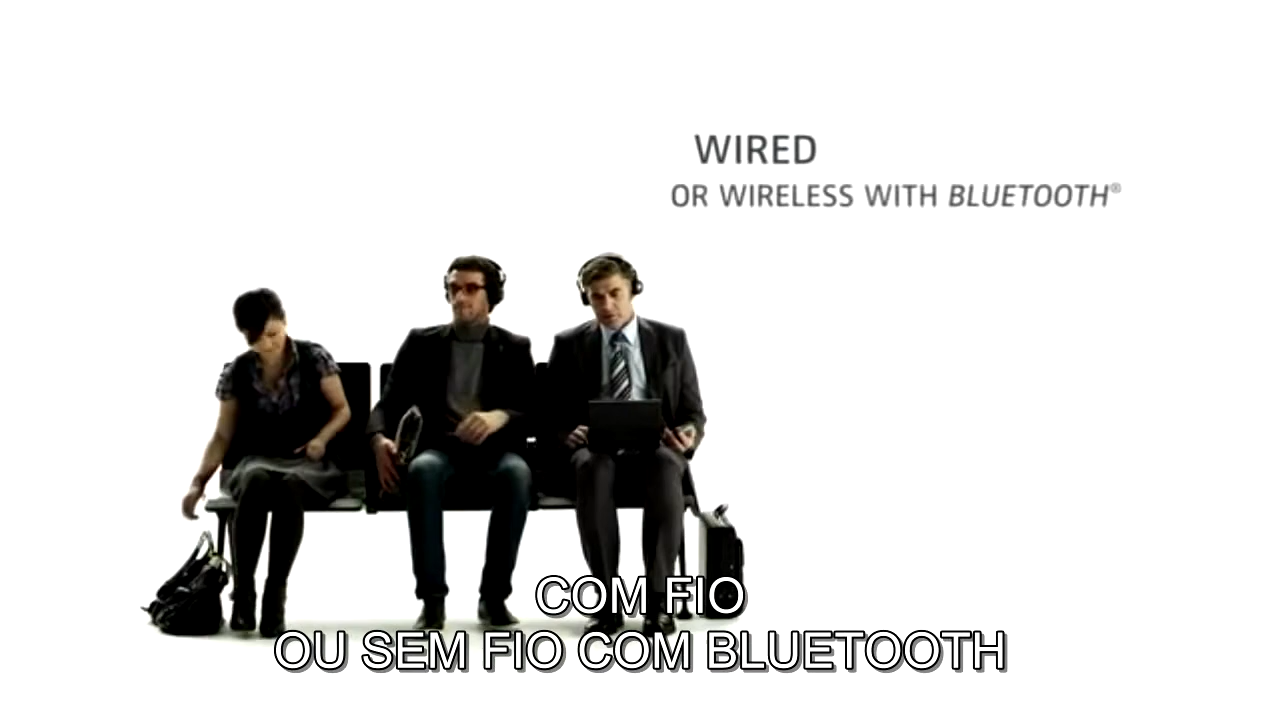 WIRED
OR WIRELESS WITH BLUETOOTH®
COM FIO
OU SEM FIO COM BLUETOOTH